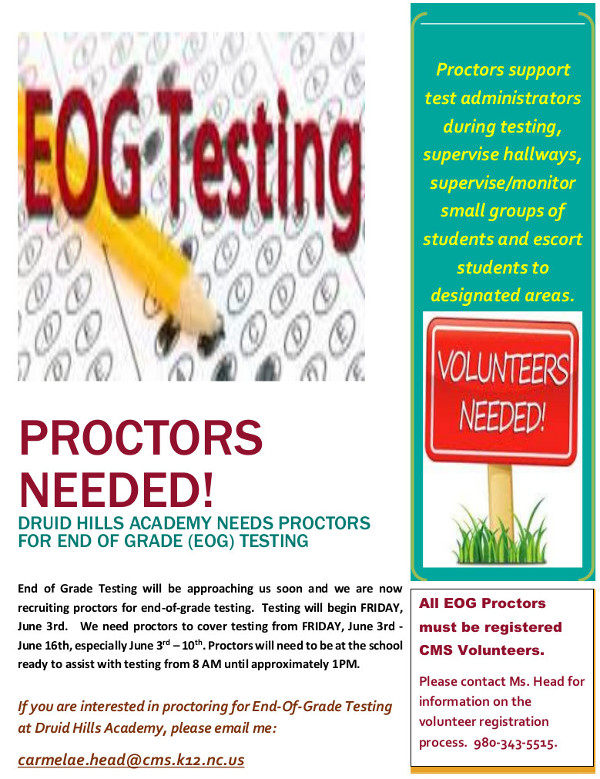 EOG Testing
PROCTORS
NEEDED!
DRUID HILLS ACADEMY NEEDS PROCTORS
FOR END OF GRADE (EOG) TESTING
End of Grade Testing will be approaching us soon and we are now
recruiting proctors for end-of-grade testing. Testing will begin FRIDAY,
June 3rd. We need proctors to cover testing from FRIDAY, June 3rd -
June 16th, especially June 3rd – 10th. Proctors will need to be at the school
ready to assist with testing from 8 AM until approximately 1PM.
If you are interested in proctoring for End-Of-Grade Testing
at Druid Hills Academy, please email me:
carmelae.head@cms.k12.nc.us
Proctors support
test administrators
during testing,
supervise hallways,
supervise/monitor
small groups of
students and escort
students to
designated areas.
VOLUNTEERS
NEEDED!
All EOG Proctors
must be registered
CMS Volunteers.
Please contact Ms. Head for
information on the
volunteer registration
process. 980-343-5515.